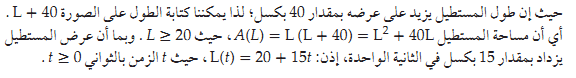 حيث إن طول المستطيل يزيد على عرضه بمقدار 40 بكسل؛ لذا يمكننا كتابة الطول على الصورة L + 40 .
أي أن مساحة المستطيل A(L) = L (L + 40) = L² + 40L ، حيث L ≥ 20 . وبما أن عرض المستطيل
يزداد بمقدار 15 بكسل في الثانية الواحدة، إذن: L(t) = 20 + 15t ، حيث t الزمن بالثواني t ≥ 0 .